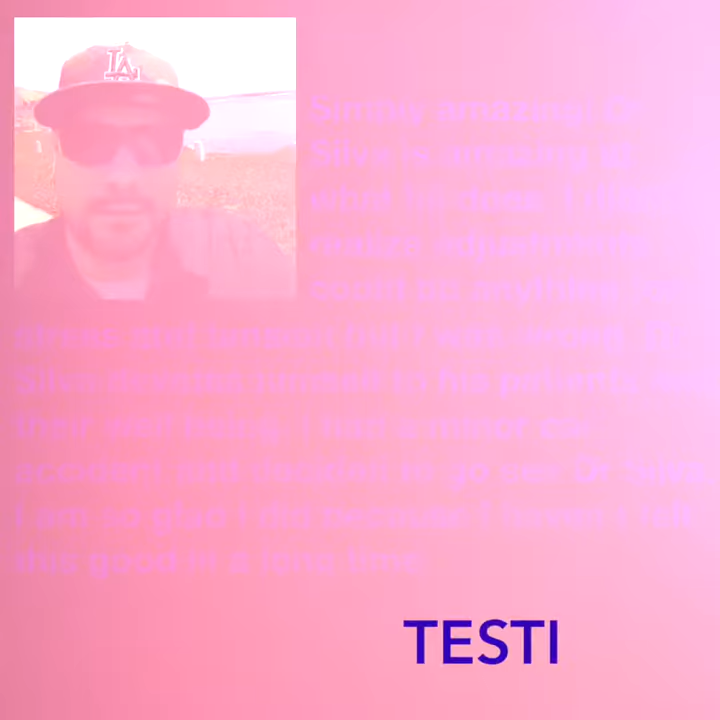 LA
Simply amazing! Dr
Silva is amazing at
what he does. I didn't
realize adjustments
could do anything for
stress and tension but I was wrong. Dr
Silva devotes himself to his patients and
their well being. I had a minor car
accident and decided to go see Dr Silva.
I am so glad I did because I haven't felt
this good in a long time
TESTI